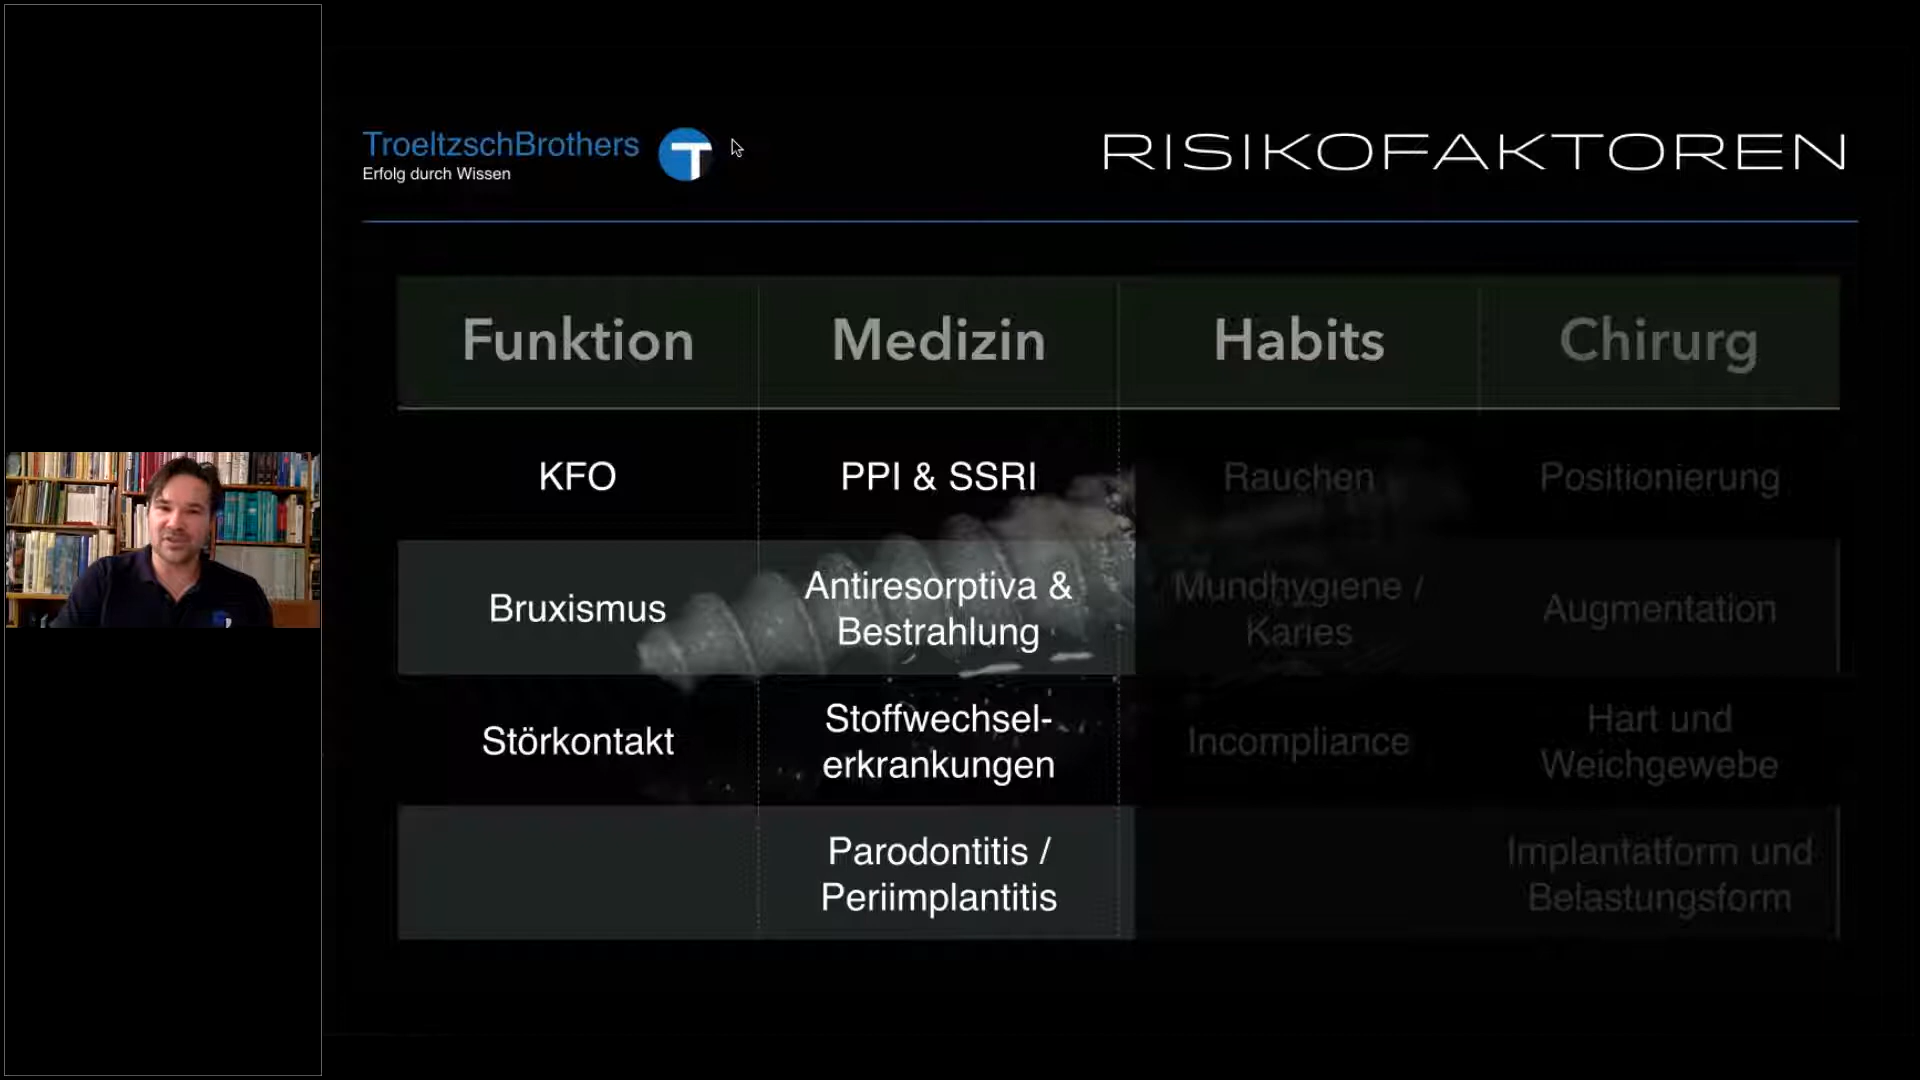 TroeltzschBrothers
Erfolg durch Wissen
T
RISIKOFAKTOREN
Funktion
Medizin
Habits
Chirurg
KFO
PPI & SSRI
Rauchen
Positionierung
Bruxismus
Antiresorptiva &
Bestrahlung
Mundhygiene /
Karies
Augmentation
Störkontakt
Stoffwechsel-
erkrankungen
Incompliance
Hart und
Weichgewebe
Parodontitis /
Periimplantitis
Implantatform und
Belastungsform